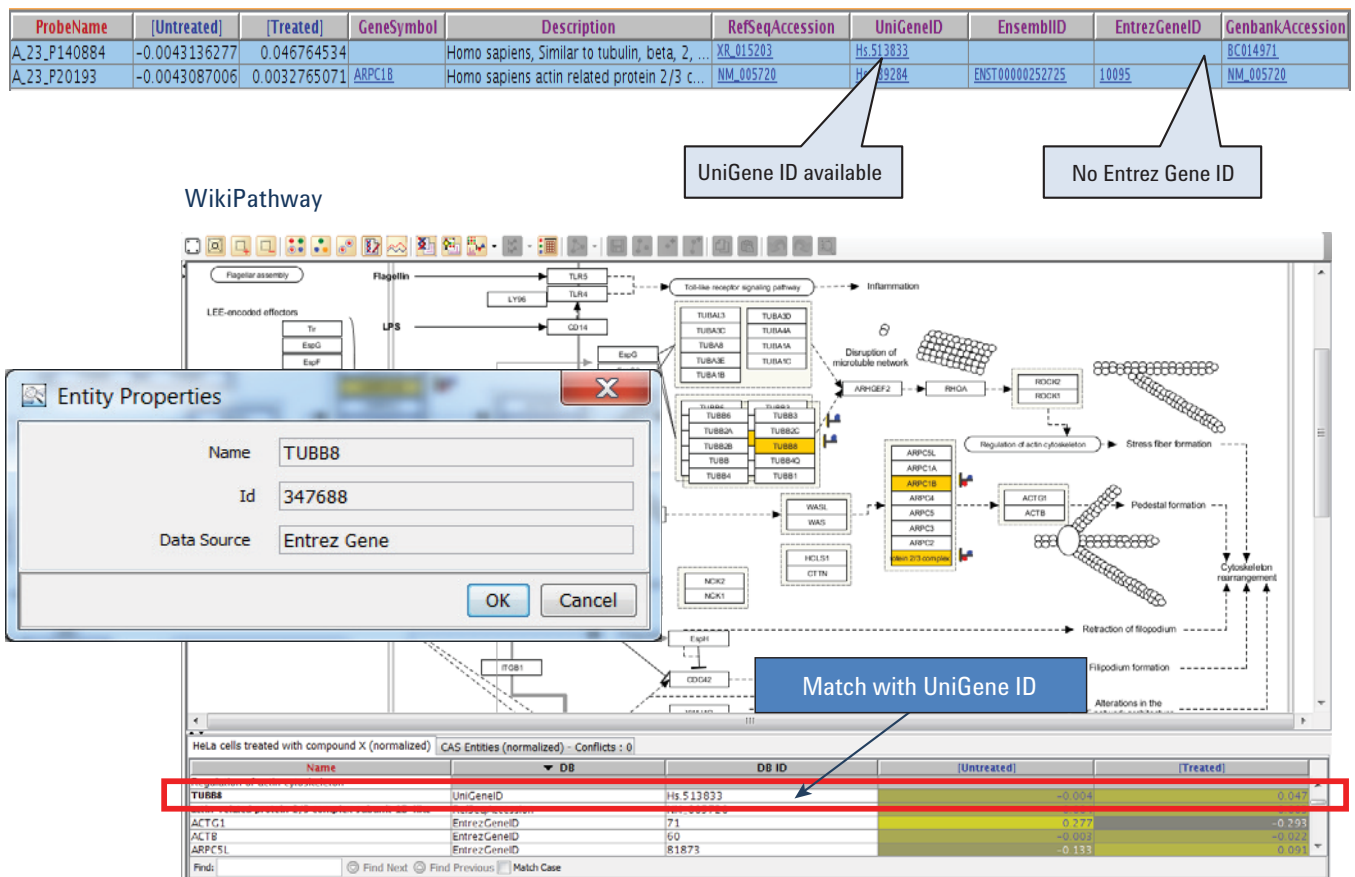 ProbeName [Untreated] [Treated] GeneSymbol Description RefSeqAccession UniGeneID EnsemblID EntrezGeneID GenbankAccession
A_23_P140884 -0.0043136277 0.046764534 Homo sapiens, Similar to tubulin, beta, 2, ... XR_015203 Hs.513833 BC014971
A_23_P20193 -0.0043087006 0.0032765071 ARPC1B Homo sapiens actin related protein 2/3 c... NM_005720 ENST00000252725 10095 NM_005720
UniGene ID available
No Entrez Gene ID
WikiPathway
Flagellar assembly
Flagellin
TLR5
TLR4
LY96
Toll-like receptor signaling pathway
Inflammation
LEE-encoded effectors
Tir
EspG
EspF
LPS
CD14
EspG
TUBAL3 TUBA3D
TUBA3C TUBA4A
TUBA8 TUBA1A
TUBA3E TUBA1C
TUBA1B
Disruption of
microtuble network
ARHGEF2
RHOA
ROCK2
ROCK1
TUBB6 TUBB3
TUBB2A TUBB2C
TUBB2B TUBB8
TUBB TUBB4Q
TUBB4 TUBB1
Regulation of actin cytoskeleton
Stress fiber formation
ARPC5L
ARPC1A
ARPC1B
ARPC4
ARPC5
ARPC3
ARPC2
rotein 2/3 complex
WASL
WAS
ACTG1
ACTB
Pedestal formation
HCLS1
CTTN
NCK2
NCK1
Cytoskeleton
rearrangement
EspH
Retraction of filopodium
ITGB1
CDC42
Filipodium formation
Alterations in the
Entity Properties
Name TUBB8
Id 347688
Data Source Entrez Gene
OK Cancel
Match with UniGene ID
HeLa cells treated with compound X (normalized) CAS Entities (normalized) - Conflicts : 0
Name DB DB ID [Untreated] [Treated]
TUBB8 UniGeneID Hs.513833 -0.004 0.047
ACTG1 EntrezGeneID 71 0.277 -0.293
ACTB EntrezGeneID 60 -0.003 -0.022
ARPC5L EntrezGeneID 81873 -0.133 0.091
Find: Find Next Find Previous Match Case